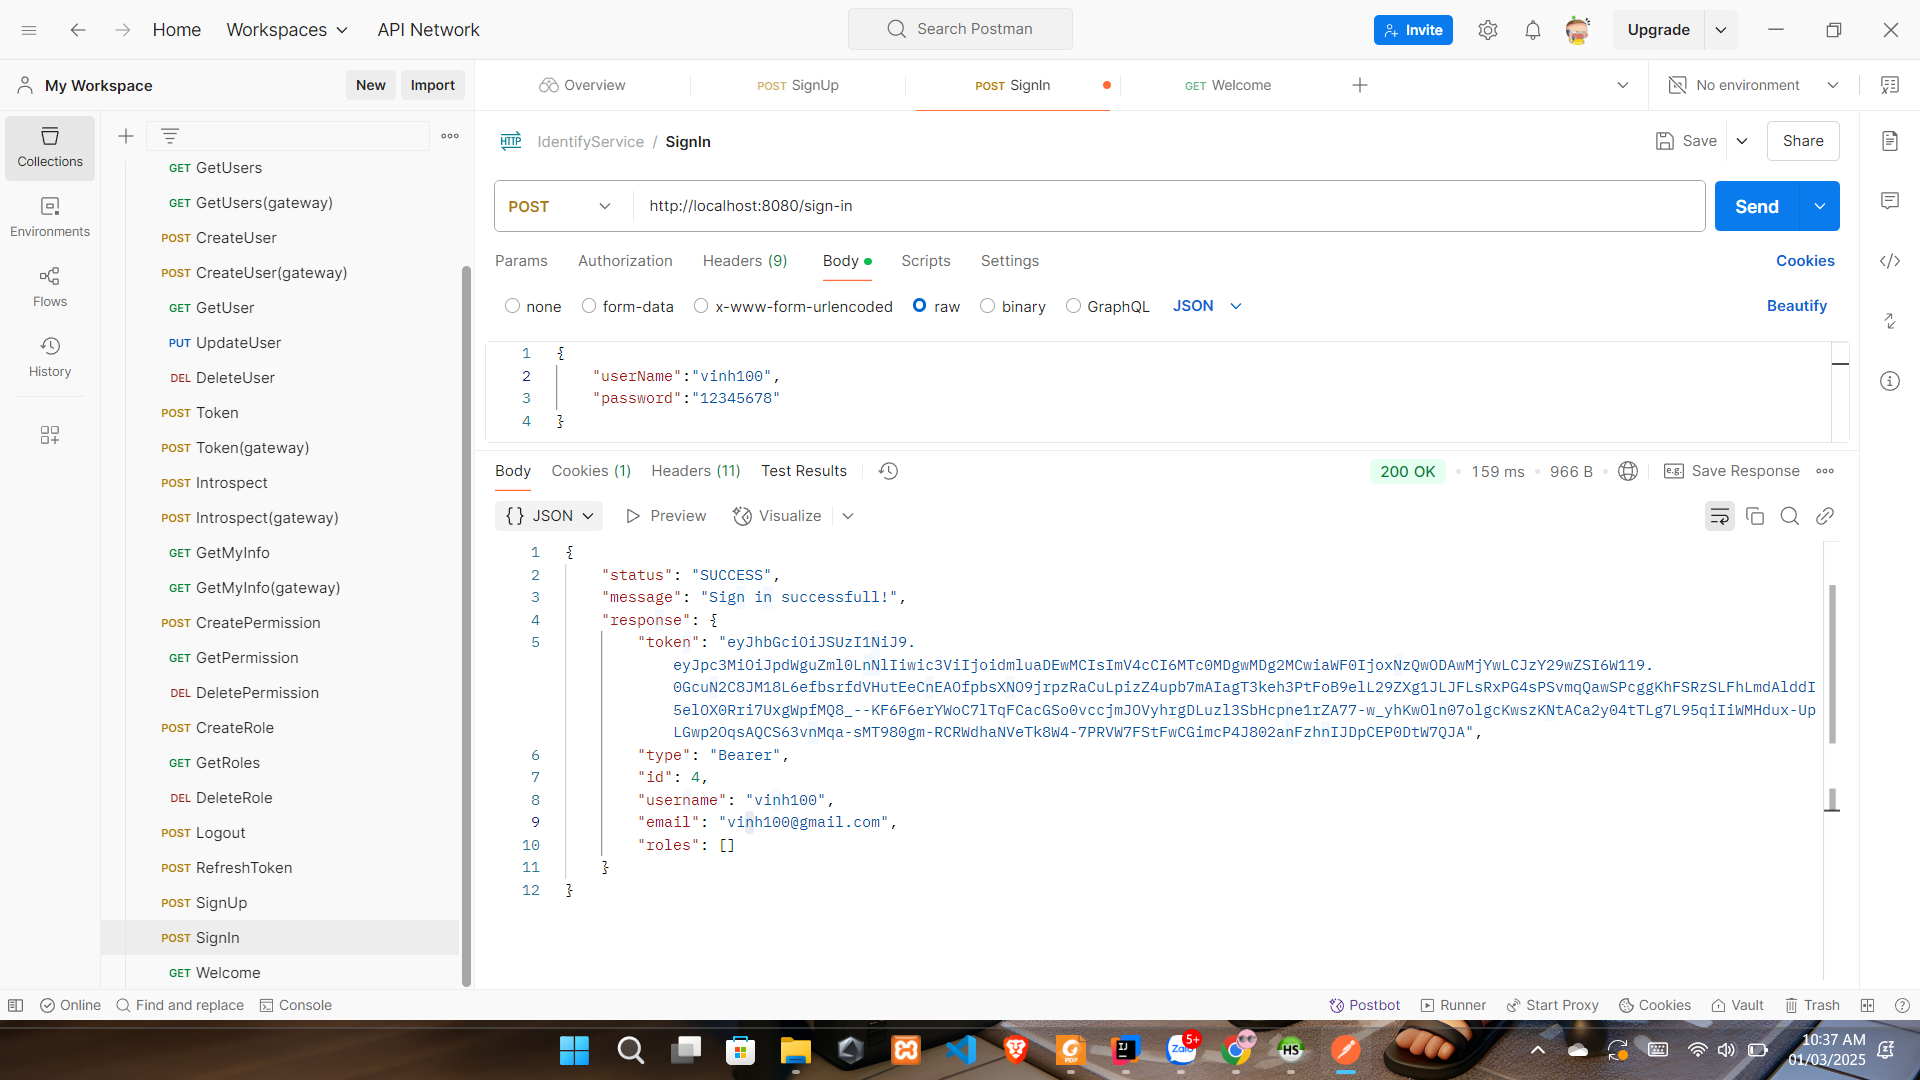 Home
Workspaces
API Network
Search Postman
Invite
Upgrade
My Workspace
New
Import
Overview
POST SignUp
POST SignIn
GET Welcome
No environment
Collections
Environments
Flows
History
GET GetUsers
GET GetUsers(gateway)
POST CreateUser
POST CreateUser(gateway)
GET GetUser
PUT UpdateUser
DEL DeleteUser
POST Token
POST Token(gateway)
POST Introspect
POST Introspect(gateway)
GET GetMyInfo
GET GetMyInfo(gateway)
POST CreatePermission
GET GetPermission
DEL DeletePermission
POST CreateRole
GET GetRoles
DEL DeleteRole
POST Logout
POST RefreshToken
POST SignUp
POST SignIn
GET Welcome
HTTP IdentifyService / SignIn
Save
Share
POST
http://localhost:8080/sign-in
Send
Params
Authorization
Headers (9)
Body
Scripts
Settings
Cookies
none
form-data
x-www-form-urlencoded
raw
binary
GraphQL
JSON
Beautify
1 {
2 "userName":"vinh100",
3 "password":"12345678"
4 }
Body
Cookies (1)
Headers (11)
Test Results
200 OK
159 ms
966 B
e.g. Save Response
{} JSON
Preview
Visualize
1 {
2 "status": "SUCCESS",
3 "message": "Sign in successfull!",
4 "response": {
5 "token": "eyJhbGciOiJSUzI1NiJ9.
eyJpc3MiOiJpdWguZml0LnNlIiwic3ViIjoidmluaDEwMCIsImV4cCI6MTc0MDgwMDg2MCwiaWF0IjoxNzQwODAwMjYwLCJzY29wZSI6W119.
0GcuN2C8JM18L6efbsrfdVHutEeCnEAOfpbsXNO9jrpzRaCuLpizZ4upb7mAIagT3keh3PtFoB9elL29ZXg1JLJFLsRxPG4sPSvmqQawSPcggKhFSRzSLFhLmdAlddI
5elOX0Rri7UxgWpfMQ8_--KF6F6erYWoC7lTqFCacGSo0vccjmJOVyhrgDLuzl3SbHcpne1rZA77-w_yhKwOln07olgcKwszKNtACa2y04tTLg7L95qiIiWMHdux-Up
LGwp2OqsAQCS63vnMqa-sMT980gm-RCRWdhaNVeTk8W4-7PRVW7FStFwCGimcP4J802anFzhnIJDpCEP0DtW7QJA",
6 "type": "Bearer",
7 "id": 4,
8 "username": "vinh100",
9 "email": "vinh100@gmail.com",
10 "roles": []
11 }
12 }
Online
Find and replace
Console
Postbot
Runner
Start Proxy
Cookies
Vault
Trash
PDF
IJ
Zalo
5+
HS
10:37 AM
01/03/2025